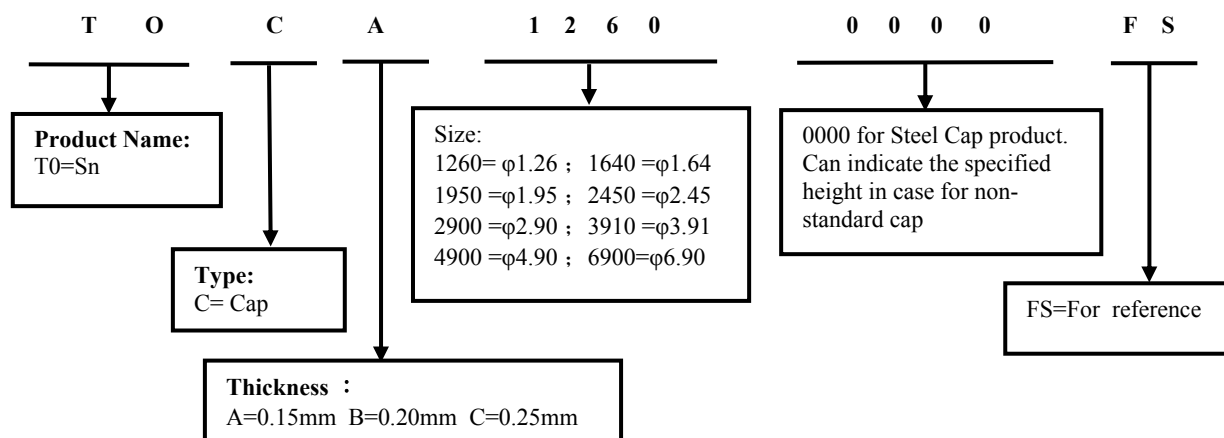 T O C A 1 2 6 0 0 0 0 0 F S
Product Name:
T0=Sn
Size:
1260= φ1.26； 1640 =φ1.64
1950 =φ1.95； 2450 =φ2.45
2900 =φ2.90； 3910 =φ3.91
4900 =φ4.90； 6900=φ6.90
0000 for Steel Cap product.
Can indicate the specified
height in case for non-
standard cap
Type:
C= Cap
FS=For reference
Thickness：
A=0.15mm B=0.20mm C=0.25mm